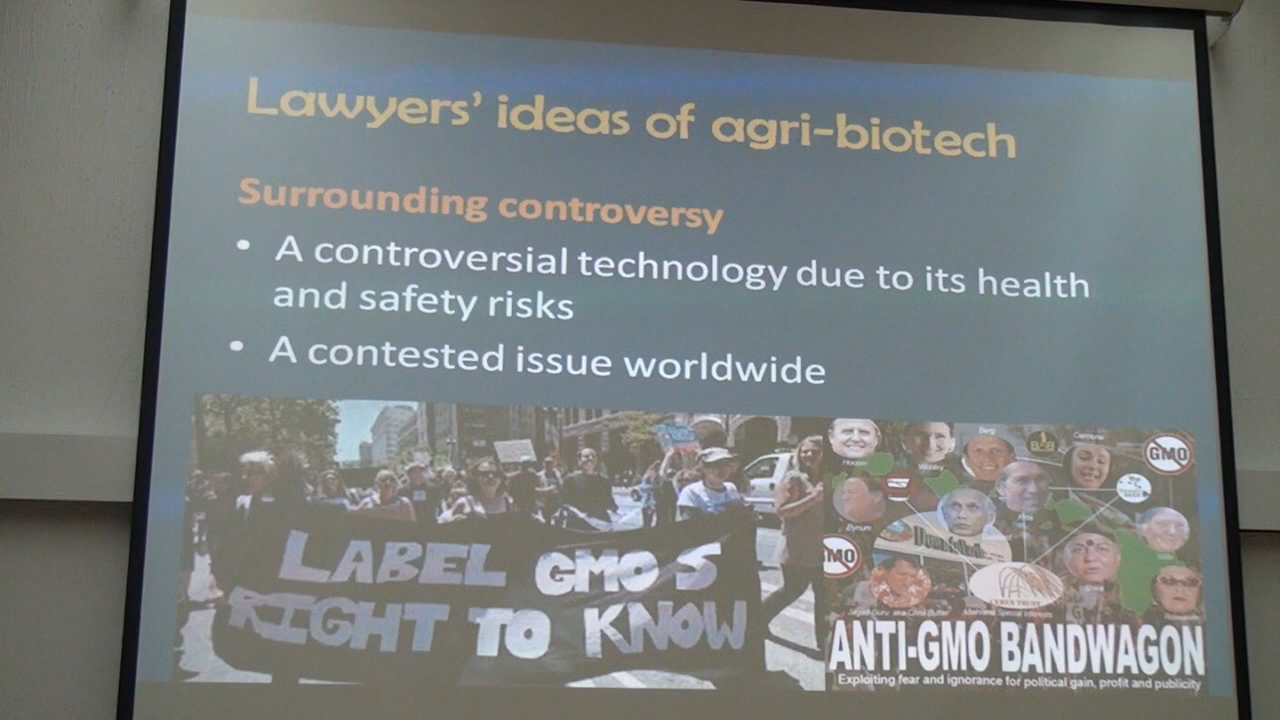 Lawyers' ideas of agri-biotech
Surrounding controversy
• A controversial technology due to its health
and safety risks
• A contested issue worldwide
LABEL GMO S
RIGHT TO KNOW
Berg
GMO
ANTI-GMO BANDWAGON
Exploiting fear and ignorance for political gain, profit and publicity